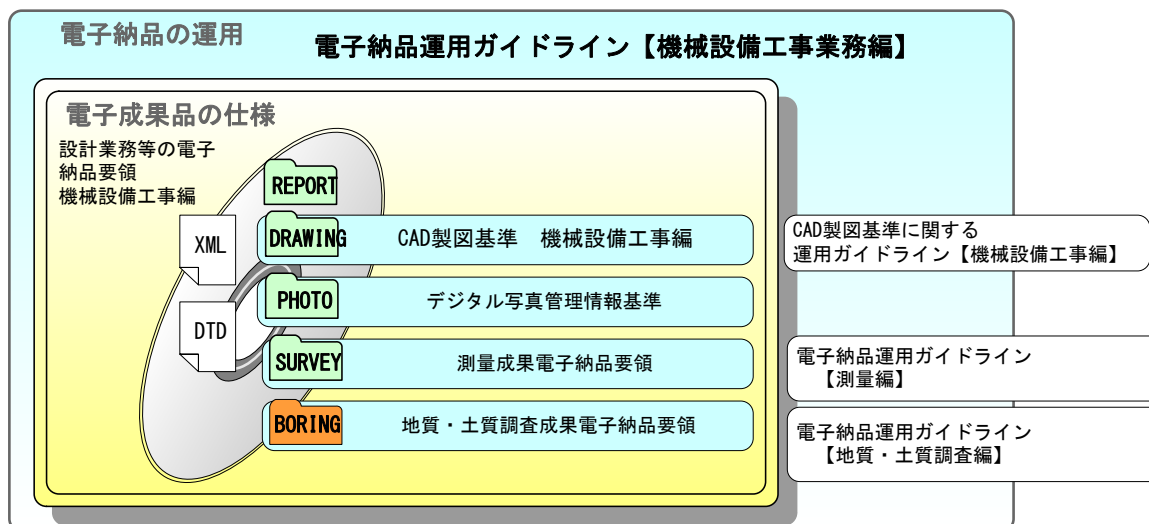 電子納品の運用
電子納品運用ガイドライン【機械設備工事業務編】
電子成果品の仕様
設計業務等の電子
納品要領
機械設備工事編
REPORT
XML
DRAWING
CAD製図基準　機械設備工事編
CAD製図基準に関する
運用ガイドライン【機械設備工事編】
PHOTO
デジタル写真管理情報基準
DTD
SURVEY
測量成果電子納品要領
電子納品運用ガイドライン
【測量編】
BORING
地質・土質調査成果電子納品要領
電子納品運用ガイドライン
【地質・土質調査編】